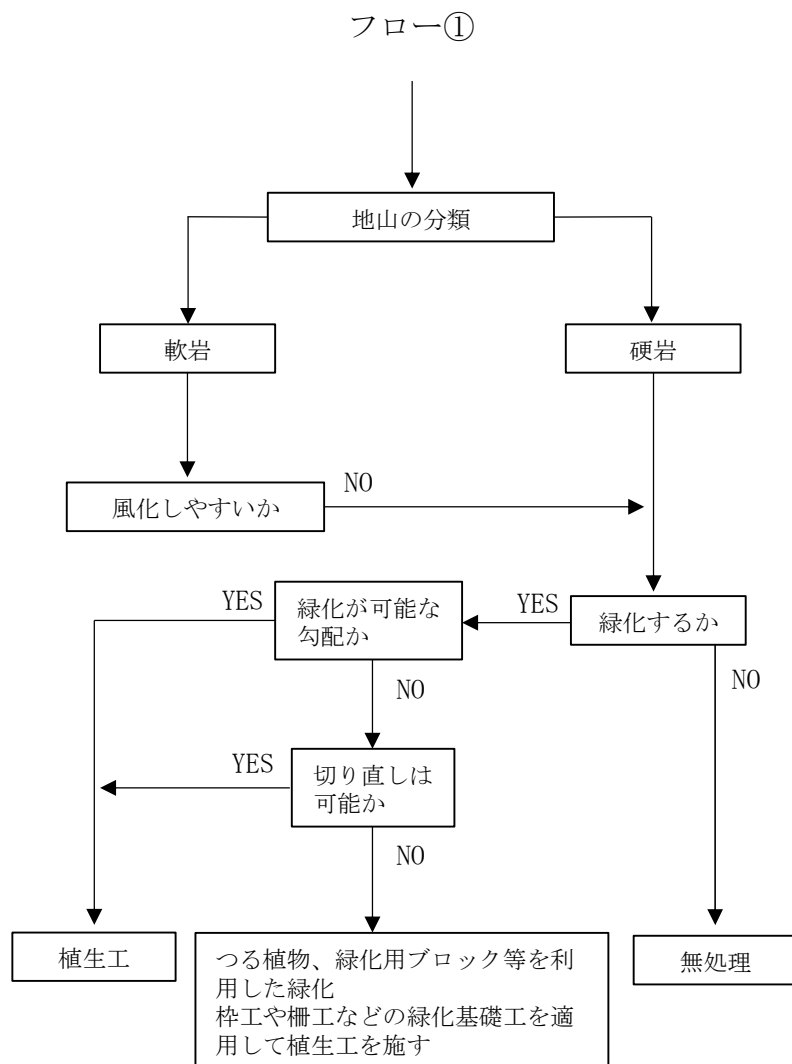 フロー①
地山の分類
軟岩
硬岩
風化しやすいか
NO
緑化が可能な
勾配か
YES
YES
緑化するか
NO
NO
切り直しは
可能か
YES
NO
植生工
つる植物、緑化用ブロック等を利
用した緑化
枠工や柵工などの緑化基礎工を適
用して植生工を施す
無処理